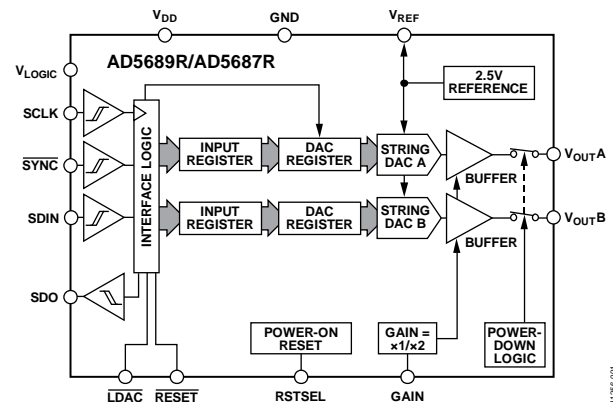 VDD
GND
VREF
VLOGIC
AD5689R/AD5687R
2.5V
REFERENCE
SCLK
SYNC
SDIN
SDO
INTERFACE LOGIC
INPUT
REGISTER
DAC
REGISTER
STRING
DAC A
BUFFER
VOUTA
INPUT
REGISTER
DAC
REGISTER
STRING
DAC B
BUFFER
VOUTB
POWER-ON
RESET
GAIN =
×1/×2
POWER-
DOWN
LOGIC
LDAC
RESET
RSTSEL
GAIN